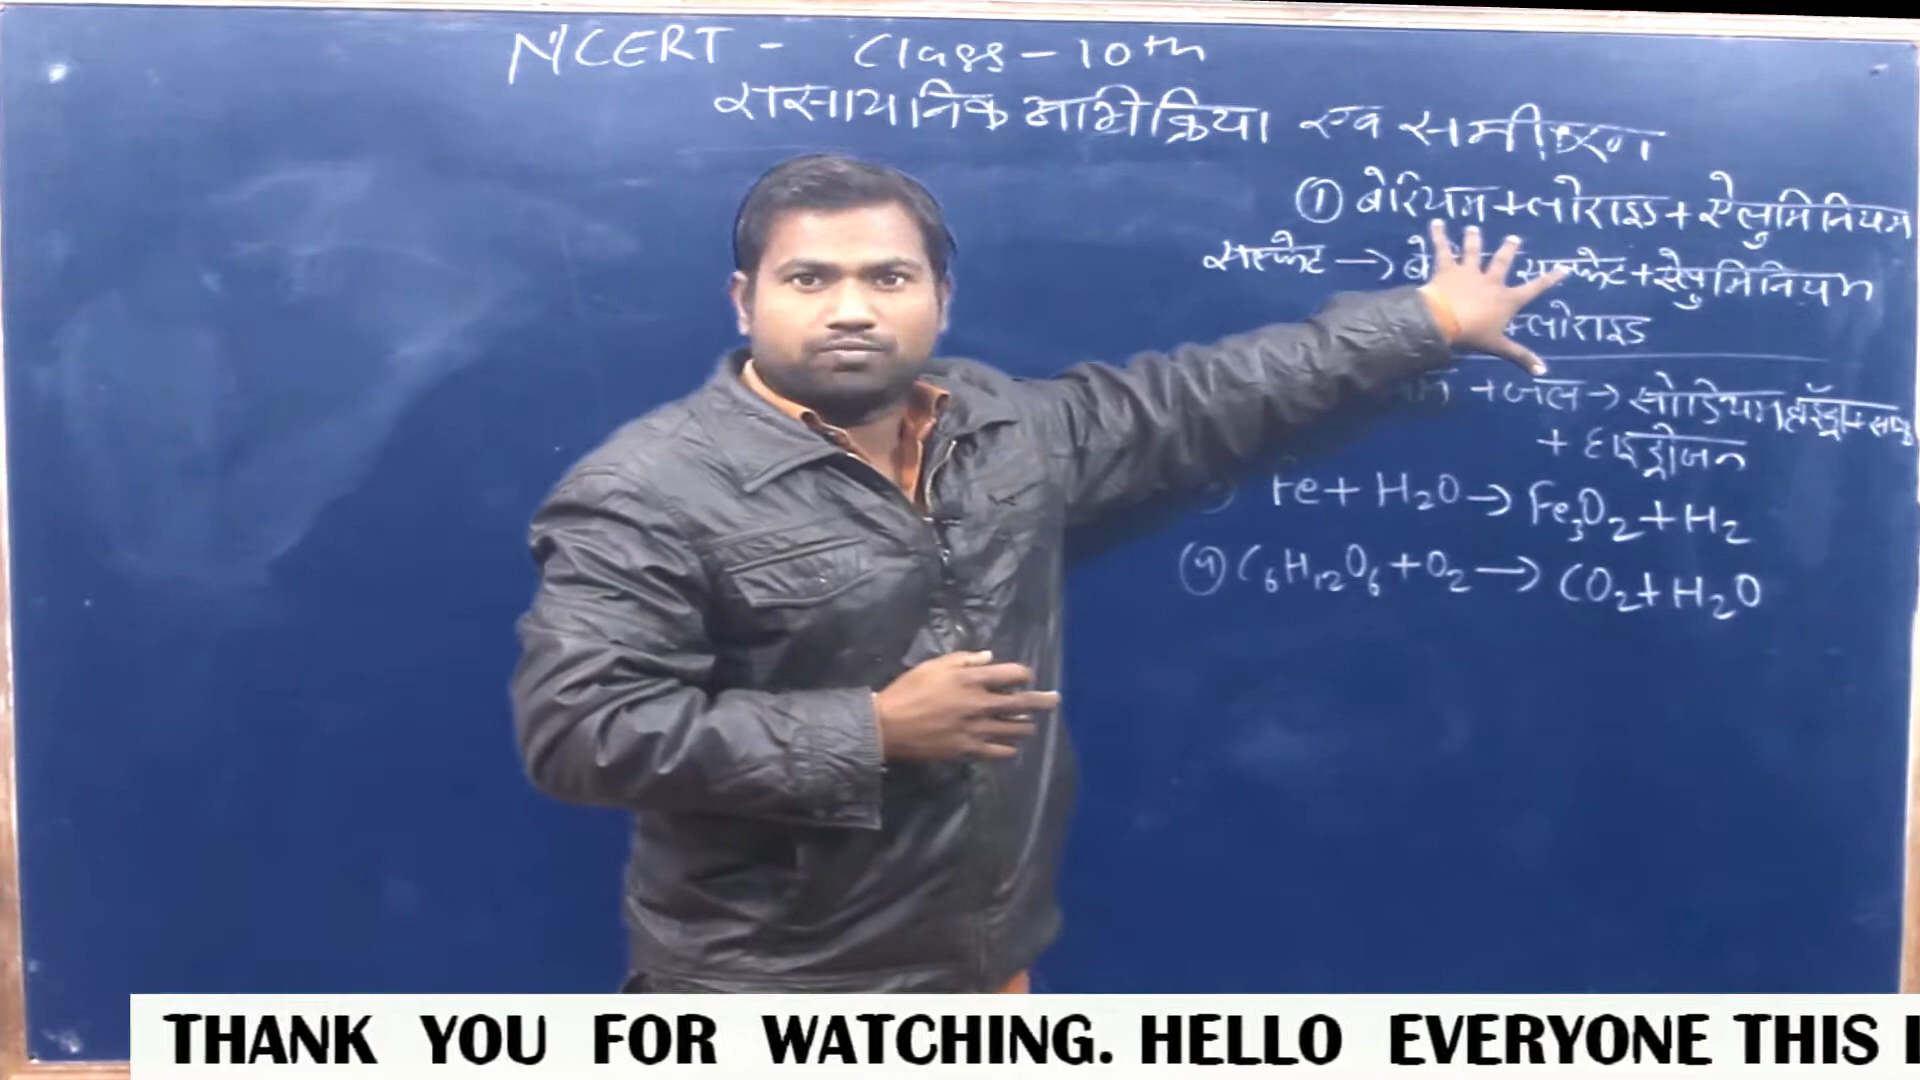 NCERT - Class-10th
रासायनिक अभिक्रिया एव समीकरण
① बेरियम क्लोराइड + ऐलुमिनियम
सल्फेट → सल्फेट + ऐलुमिनियम
क्लोराइड
+ जल → सोडियम
+ हाइड्रोजन
Fe + H₂O → Fe₃O₂ + H₂
④ C₆H₁₂O₆ + O₂ → CO₂ + H₂O
THANK YOU FOR WATCHING. HELLO EVERYONE THIS